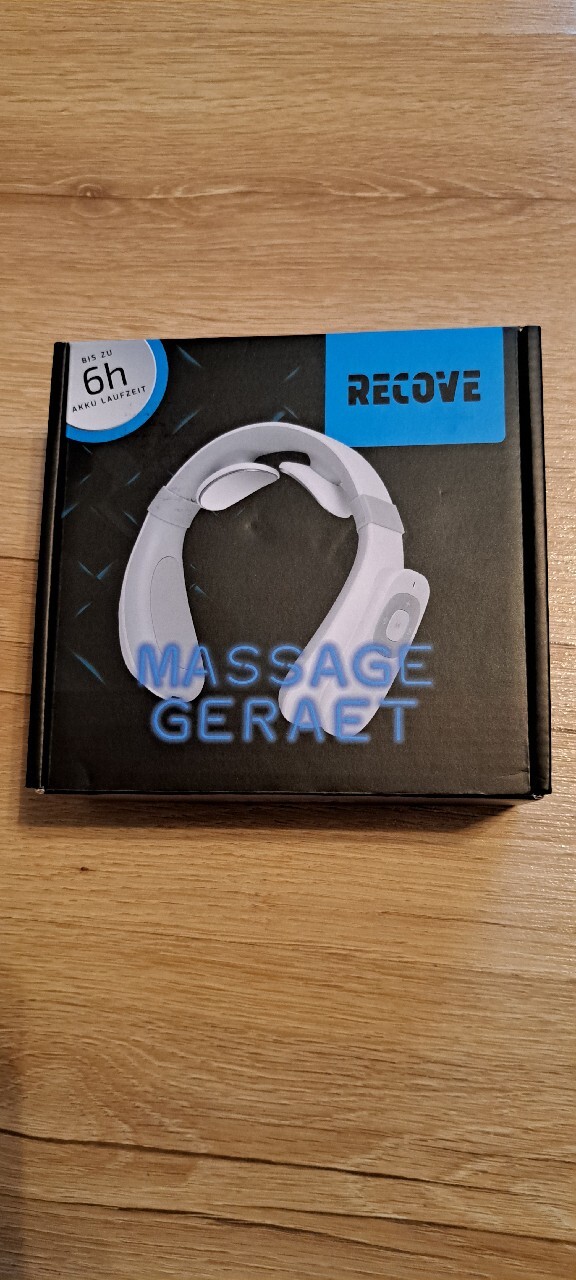 BIS ZU
6h
AKKU LAUFZEIT
RECOVE
MASSAGE
GERAET